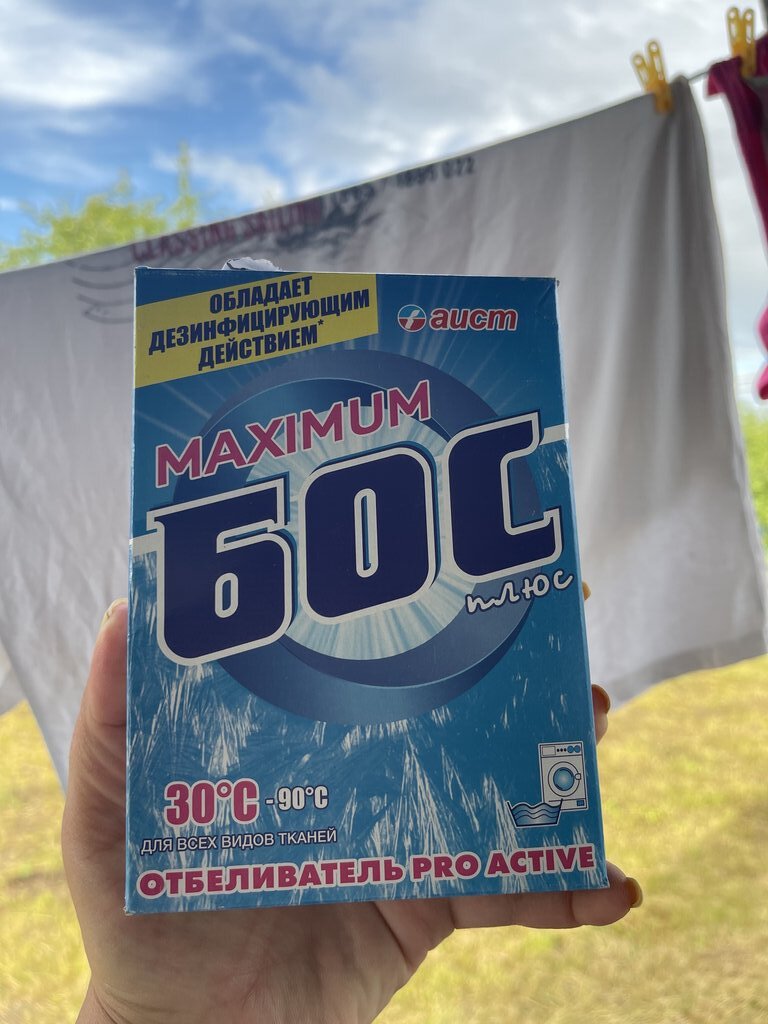 ОБЛАДАЕТ
ДЕЗИНФИЦИРУЮЩИМ
ДЕЙСТВИЕМ*
аист
MAXIMUM
БОС
плюс
30°C - 90°C
ДЛЯ ВСЕХ ВИДОВ ТКАНЕЙ
ОТБЕЛИВАТЕЛЬ PRO ACTIVE